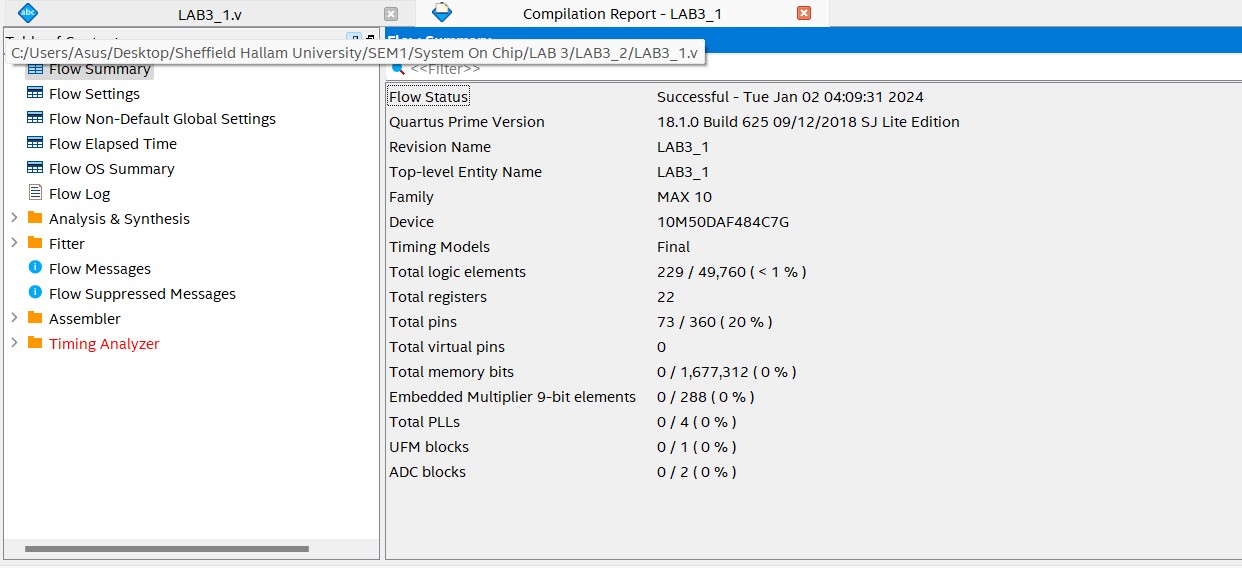 abc LAB3_1.v
Compilation Report - LAB3_1
C:/Users/Asus/Desktop/Sheffield Hallam University/SEM1/System On Chip/LAB 3/LAB3_2/LAB3_1.v
Flow Summary
Flow Settings
Flow Non-Default Global Settings
Flow Elapsed Time
Flow OS Summary
Flow Log
Analysis & Synthesis
Fitter
Flow Messages
Flow Suppressed Messages
Assembler
Timing Analyzer
<<Filter>>
Flow Status Successful - Tue Jan 02 04:09:31 2024
Quartus Prime Version 18.1.0 Build 625 09/12/2018 SJ Lite Edition
Revision Name LAB3_1
Top-level Entity Name LAB3_1
Family MAX 10
Device 10M50DAF484C7G
Timing Models Final
Total logic elements 229 / 49,760 ( < 1 % )
Total registers 22
Total pins 73 / 360 ( 20 % )
Total virtual pins 0
Total memory bits 0 / 1,677,312 ( 0 % )
Embedded Multiplier 9-bit elements 0 / 288 ( 0 % )
Total PLLs 0 / 4 ( 0 % )
UFM blocks 0 / 1 ( 0 % )
ADC blocks 0 / 2 ( 0 % )